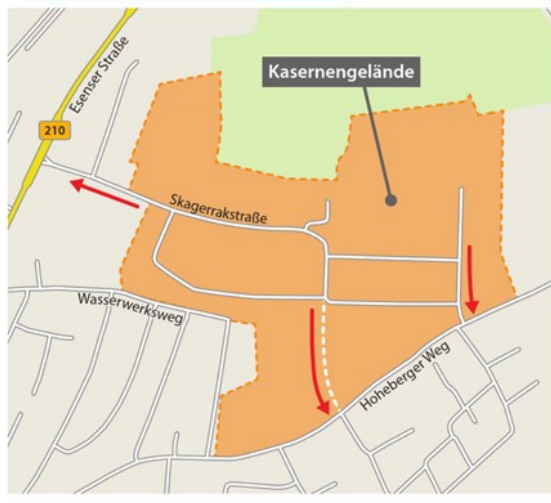 Kasernengelände
Esenser Straße
210
Skagerrakstraße
Wasserwerksweg
Hoheberger Weg